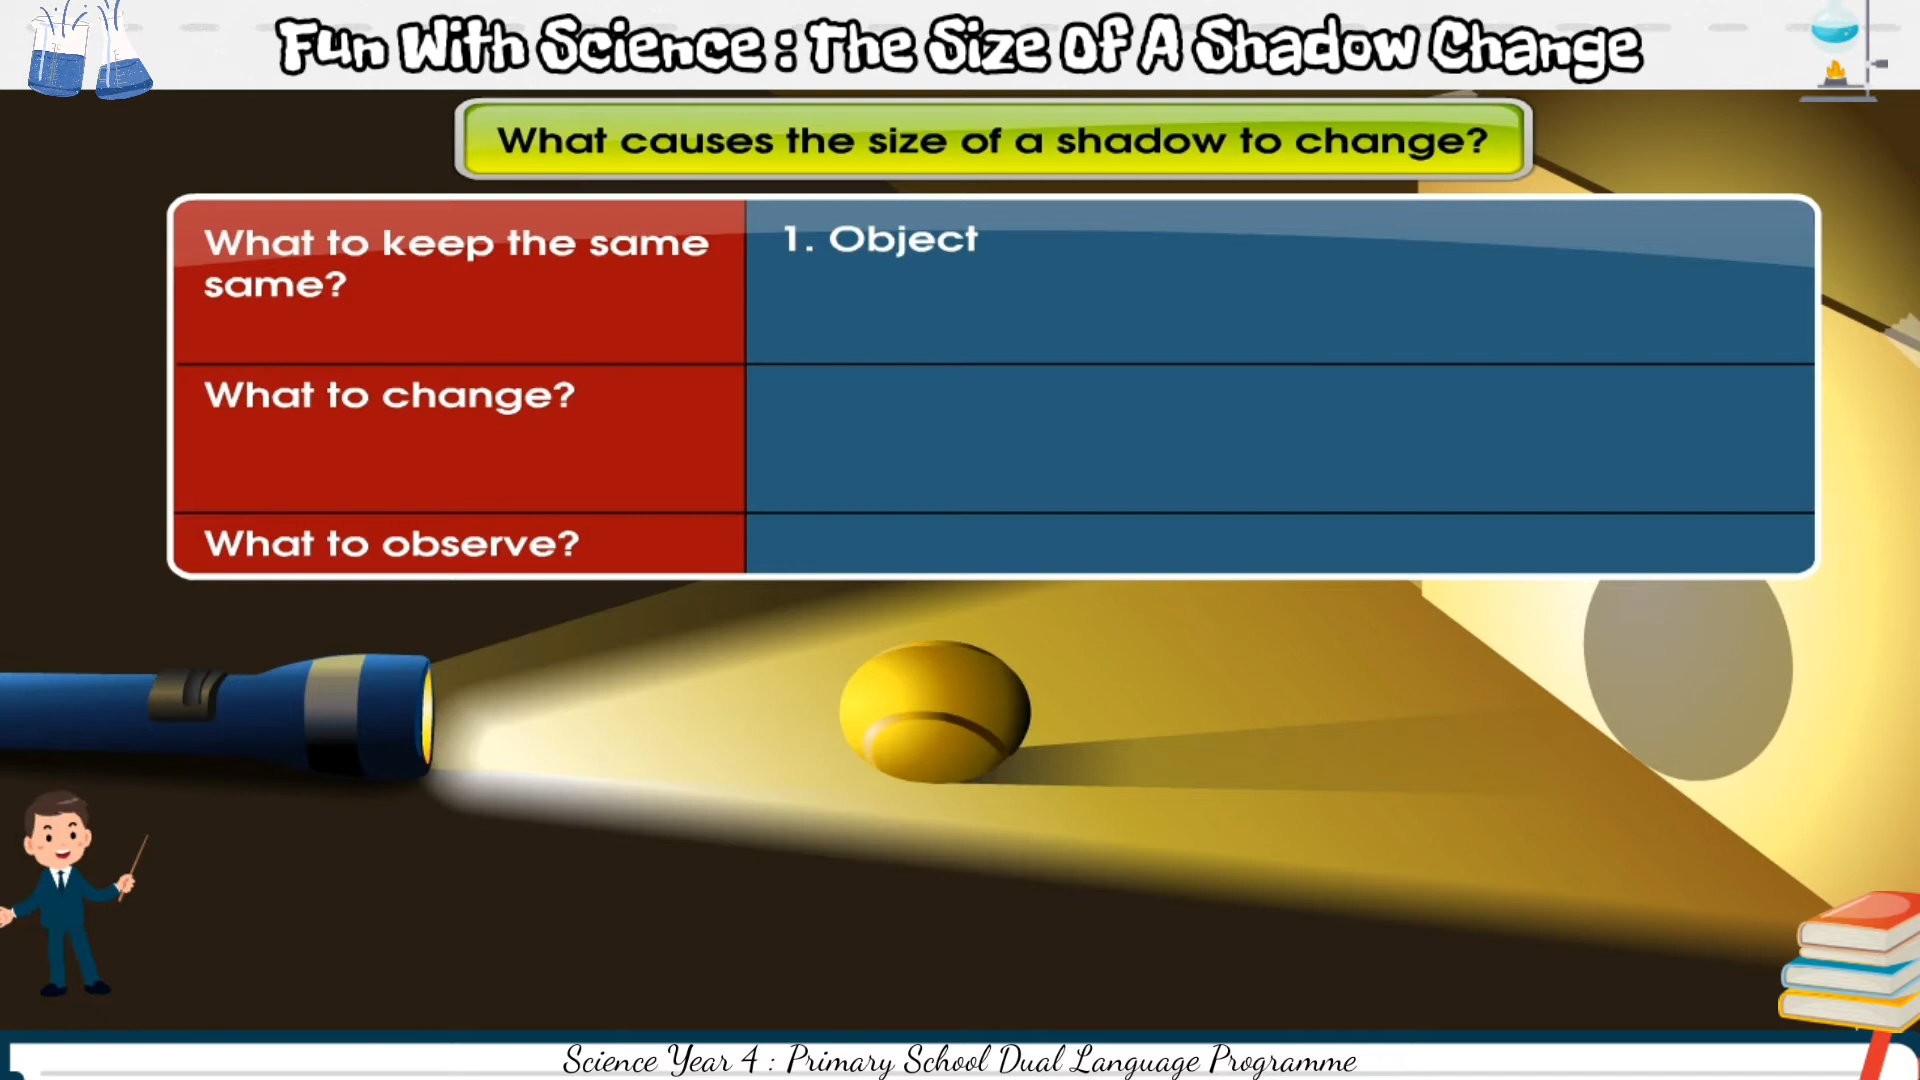 Fun With Science : The Size Of A Shadow Change
What causes the size of a shadow to change?
What to keep the same
same?
1. Object
What to change?
What to observe?
Science Year 4 : Primary School Dual Language Programme